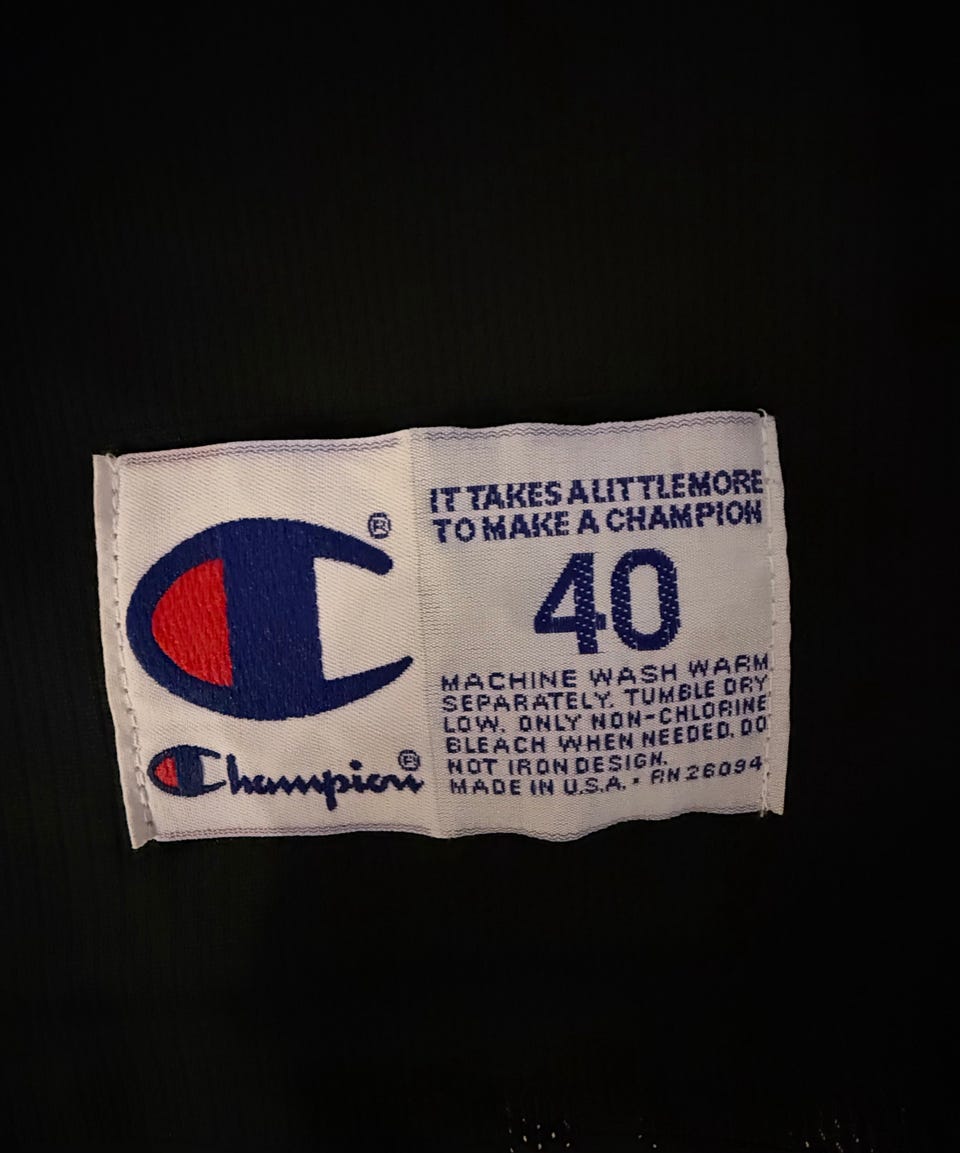 ®
Champion®
IT TAKES A LITTLE MORE
TO MAKE A CHAMPION
40
MACHINE WASH WARM
SEPARATELY. TUMBLE DRY
LOW. ONLY NON-CHLORINE
BLEACH WHEN NEEDED. DO
NOT IRON DESIGN.
MADE IN U.S.A. • RN 26094